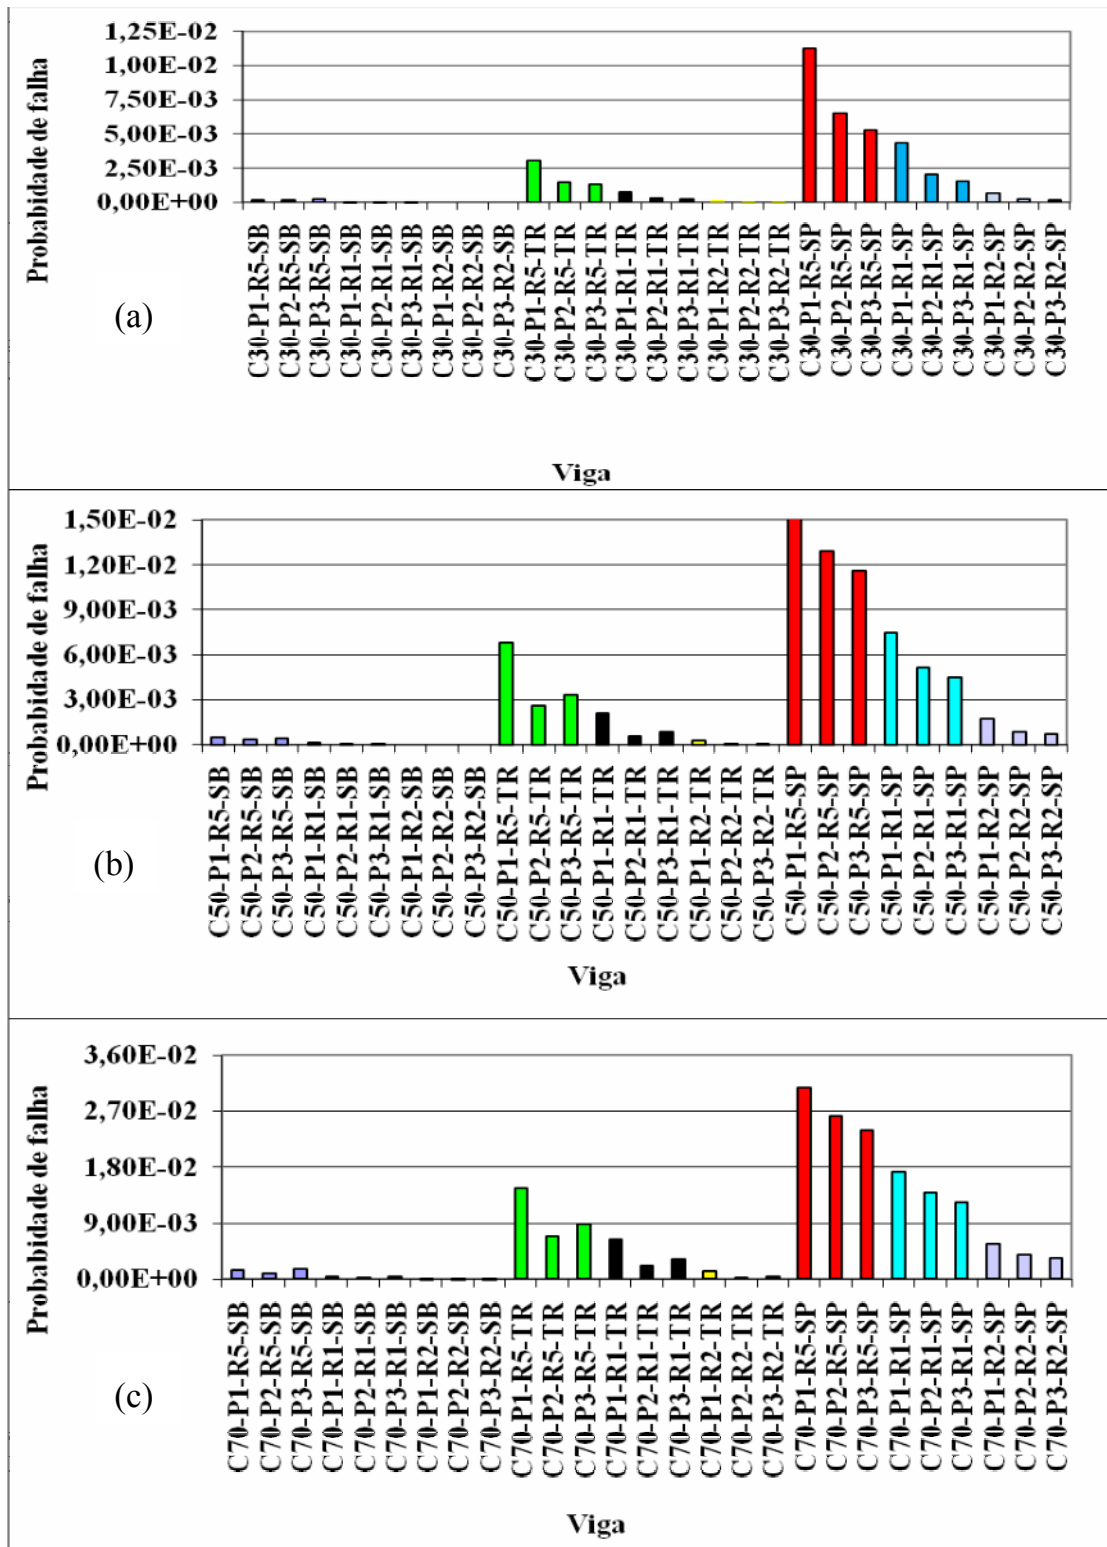 Probabidade de falha
1,25E-02
1,00E-02
7,50E-03
5,00E-03
2,50E-03
0,00E+00
(a)
C30-P1-R5-SB
C30-P2-R5-SB
C30-P3-R5-SB
C30-P1-R1-SB
C30-P2-R1-SB
C30-P3-R1-SB
C30-P1-R2-SB
C30-P2-R2-SB
C30-P3-R2-SB
C30-P1-R5-TR
C30-P2-R5-TR
C30-P3-R5-TR
C30-P1-R1-TR
C30-P2-R1-TR
C30-P3-R1-TR
C30-P1-R2-TR
C30-P2-R2-TR
C30-P3-R2-TR
C30-P1-R5-SP
C30-P2-R5-SP
C30-P3-R5-SP
C30-P1-R1-SP
C30-P2-R1-SP
C30-P3-R1-SP
C30-P1-R2-SP
C30-P2-R2-SP
C30-P3-R2-SP
Viga
Probabidade de falha
1,50E-02
1,20E-02
9,00E-03
6,00E-03
3,00E-03
0,00E+00
(b)
C50-P1-R5-SB
C50-P2-R5-SB
C50-P3-R5-SB
C50-P1-R1-SB
C50-P2-R1-SB
C50-P3-R1-SB
C50-P1-R2-SB
C50-P2-R2-SB
C50-P3-R2-SB
C50-P1-R5-TR
C50-P2-R5-TR
C50-P3-R5-TR
C50-P1-R1-TR
C50-P2-R1-TR
C50-P3-R1-TR
C50-P1-R2-TR
C50-P2-R2-TR
C50-P3-R2-TR
C50-P1-R5-SP
C50-P2-R5-SP
C50-P3-R5-SP
C50-P1-R1-SP
C50-P2-R1-SP
C50-P3-R1-SP
C50-P1-R2-SP
C50-P2-R2-SP
C50-P3-R2-SP
Viga
Probabidade de falha
3,60E-02
2,70E-02
1,80E-02
9,00E-03
0,00E+00
(c)
C70-P1-R5-SB
C70-P2-R5-SB
C70-P3-R5-SB
C70-P1-R1-SB
C70-P2-R1-SB
C70-P3-R1-SB
C70-P1-R2-SB
C70-P2-R2-SB
C70-P3-R2-SB
C70-P1-R5-TR
C70-P2-R5-TR
C70-P3-R5-TR
C70-P1-R1-TR
C70-P2-R1-TR
C70-P3-R1-TR
C70-P1-R2-TR
C70-P2-R2-TR
C70-P3-R2-TR
C70-P1-R5-SP
C70-P2-R5-SP
C70-P3-R5-SP
C70-P1-R1-SP
C70-P2-R1-SP
C70-P3-R1-SP
C70-P1-R2-SP
C70-P2-R2-SP
C70-P3-R2-SP
Viga